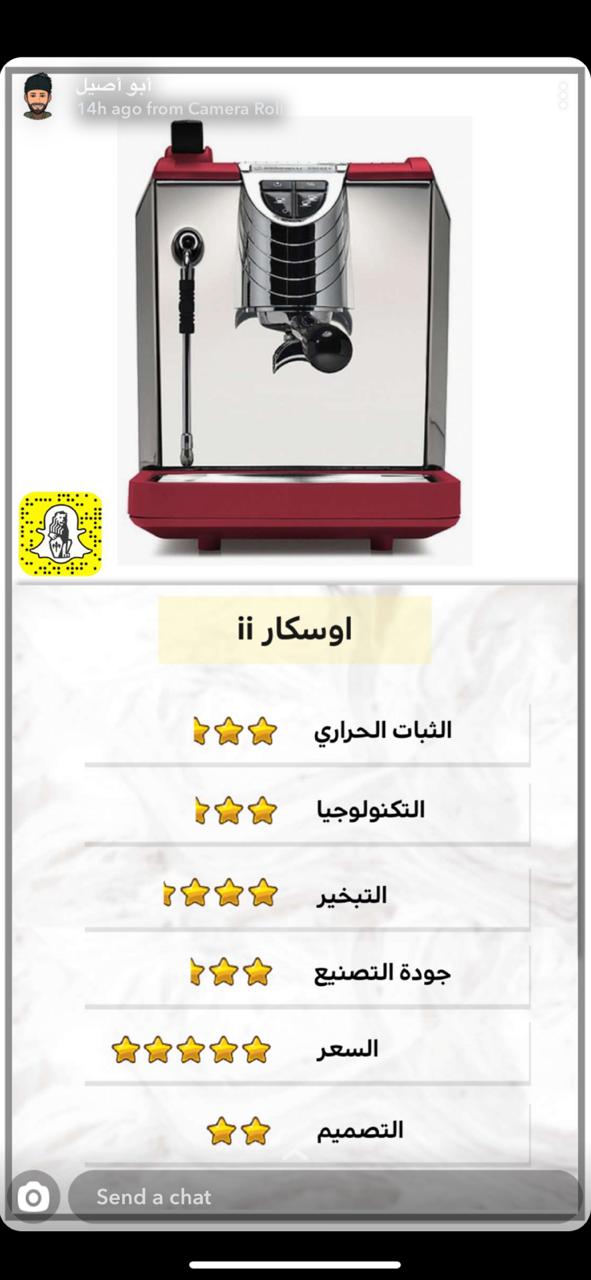 أبو أصيل
14h ago from Camera Roll
اوسكار ii
الثبات الحراري
التكنولوجيا
التبخير
جودة التصنيع
السعر
التصميم
Send a chat